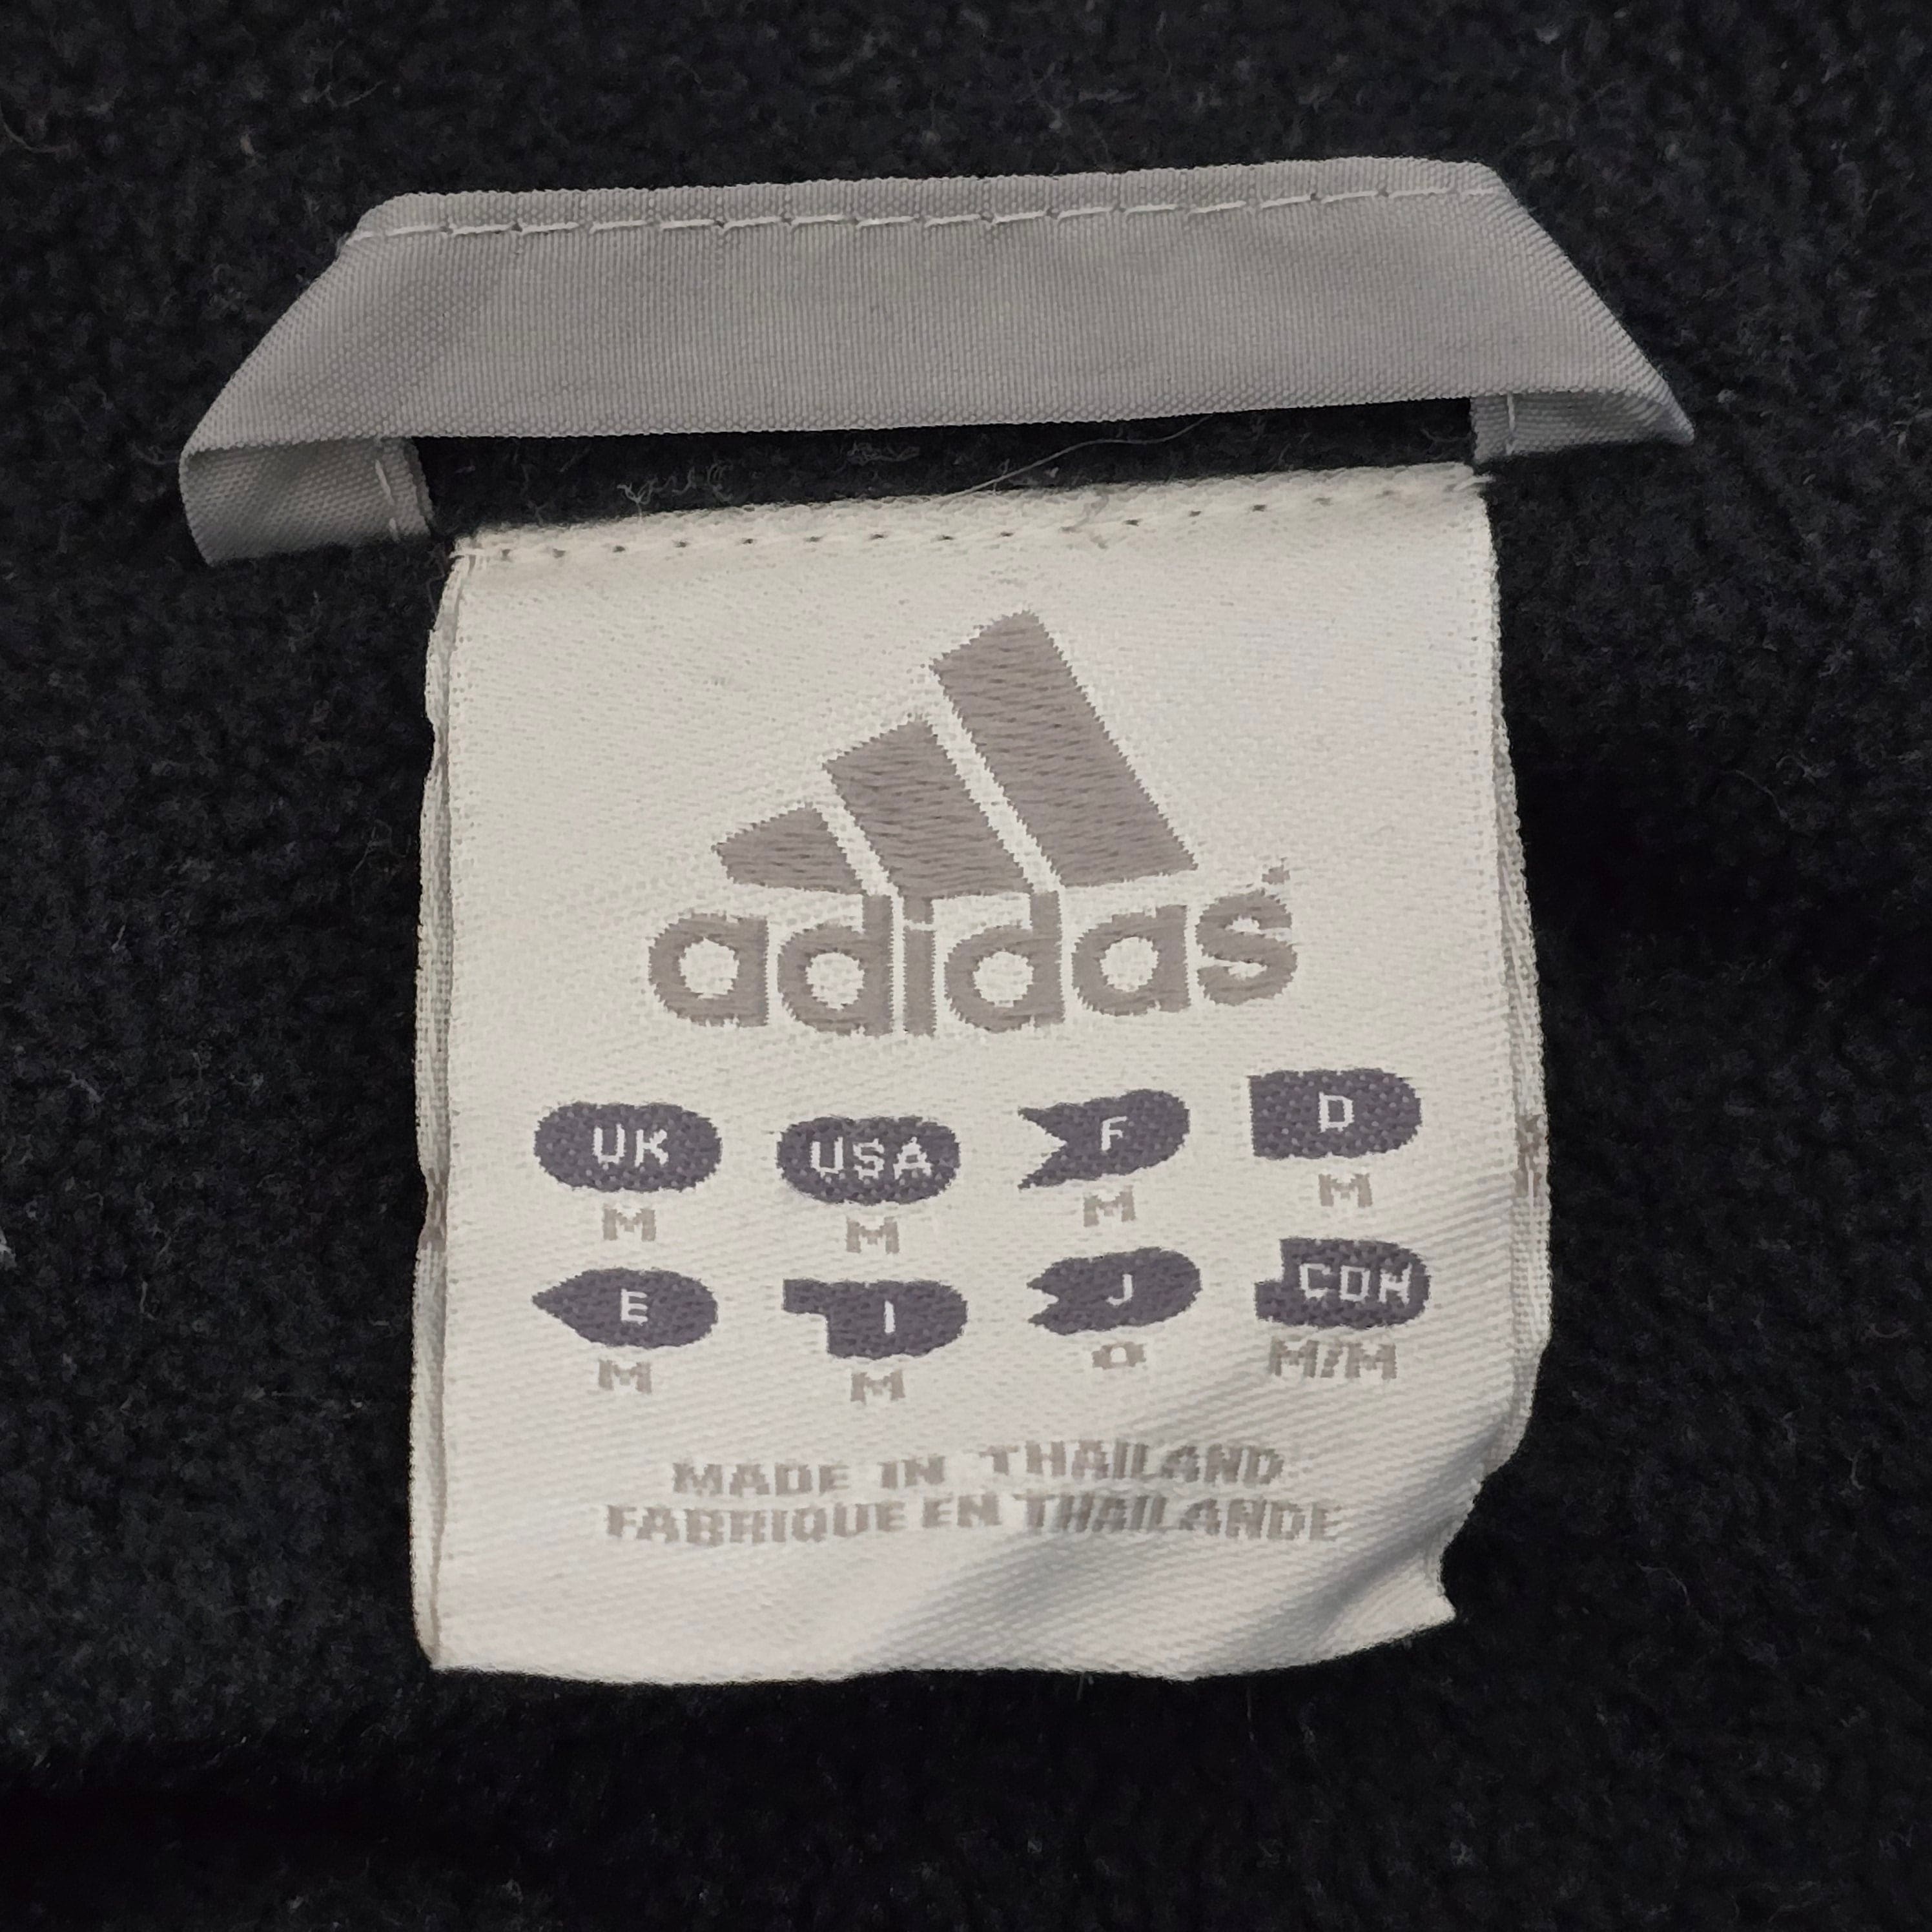 adidas
UK USA F D
M M M M
E I J CDN
M M O M/M
MADE IN THAILAND
FABRIQUE EN THAILANDE